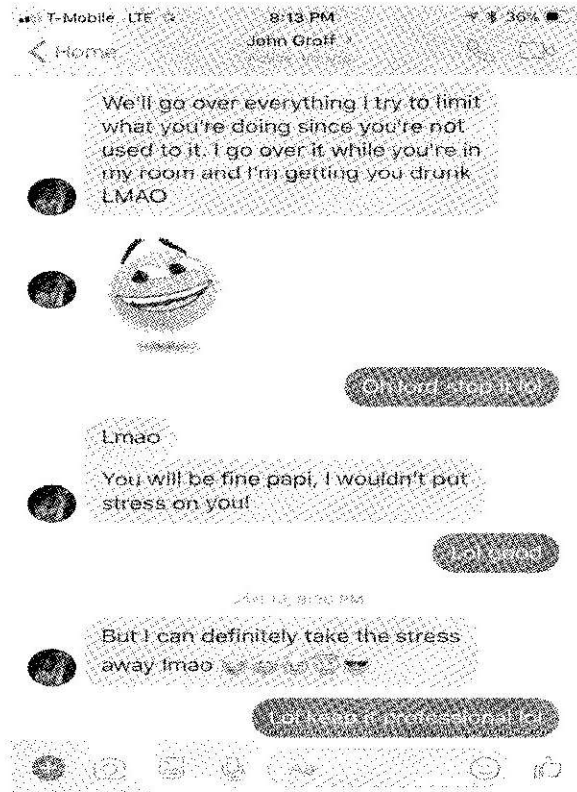 T-Mobile LTE 8:13 PM 36%
Home
John Groff
We'll go over everything i try to limit
what you're doing since you're not
used to it. I go over it while you're in
my room and I'm getting you drunk
LMAO
Oh lord stop it lol
Lmao
You will be fine papi, I wouldn't put
stress on you!
Lol good
But I can definitely take the stress
away lmao
Lol keep it professional lol
Aa